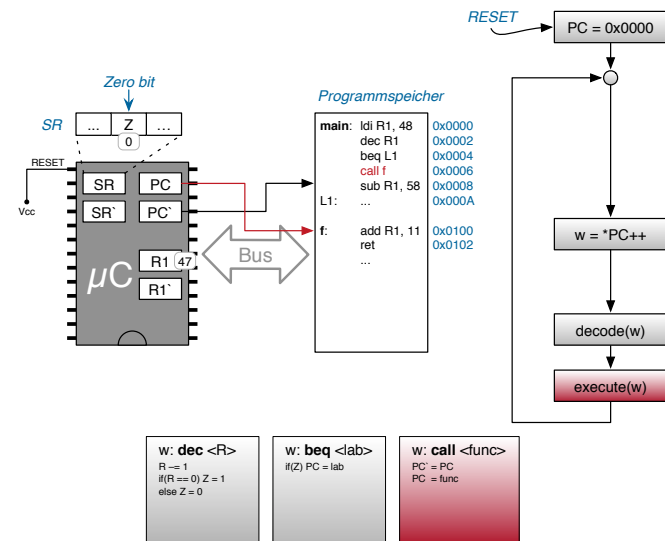 RESET
PC = 0x0000
Zero bit
Programmspeicher
SR
... Z ...
0
main: ldi R1, 48 0x0000
dec R1 0x0002
beq L1 0x0004
call f 0x0006
sub R1, 58 0x0008
L1: ... 0x000A
f: add R1, 11 0x0100
ret 0x0102
...
RESET
Vcc
SR PC
SR` PC`
R1 47
R1`
µC
Bus
w = *PC++
decode(w)
execute(w)
w: dec <R>
R –= 1
if(R == 0) Z = 1
else Z = 0
w: beq <lab>
if(Z) PC = lab
w: call <func>
PC` = PC
PC = func